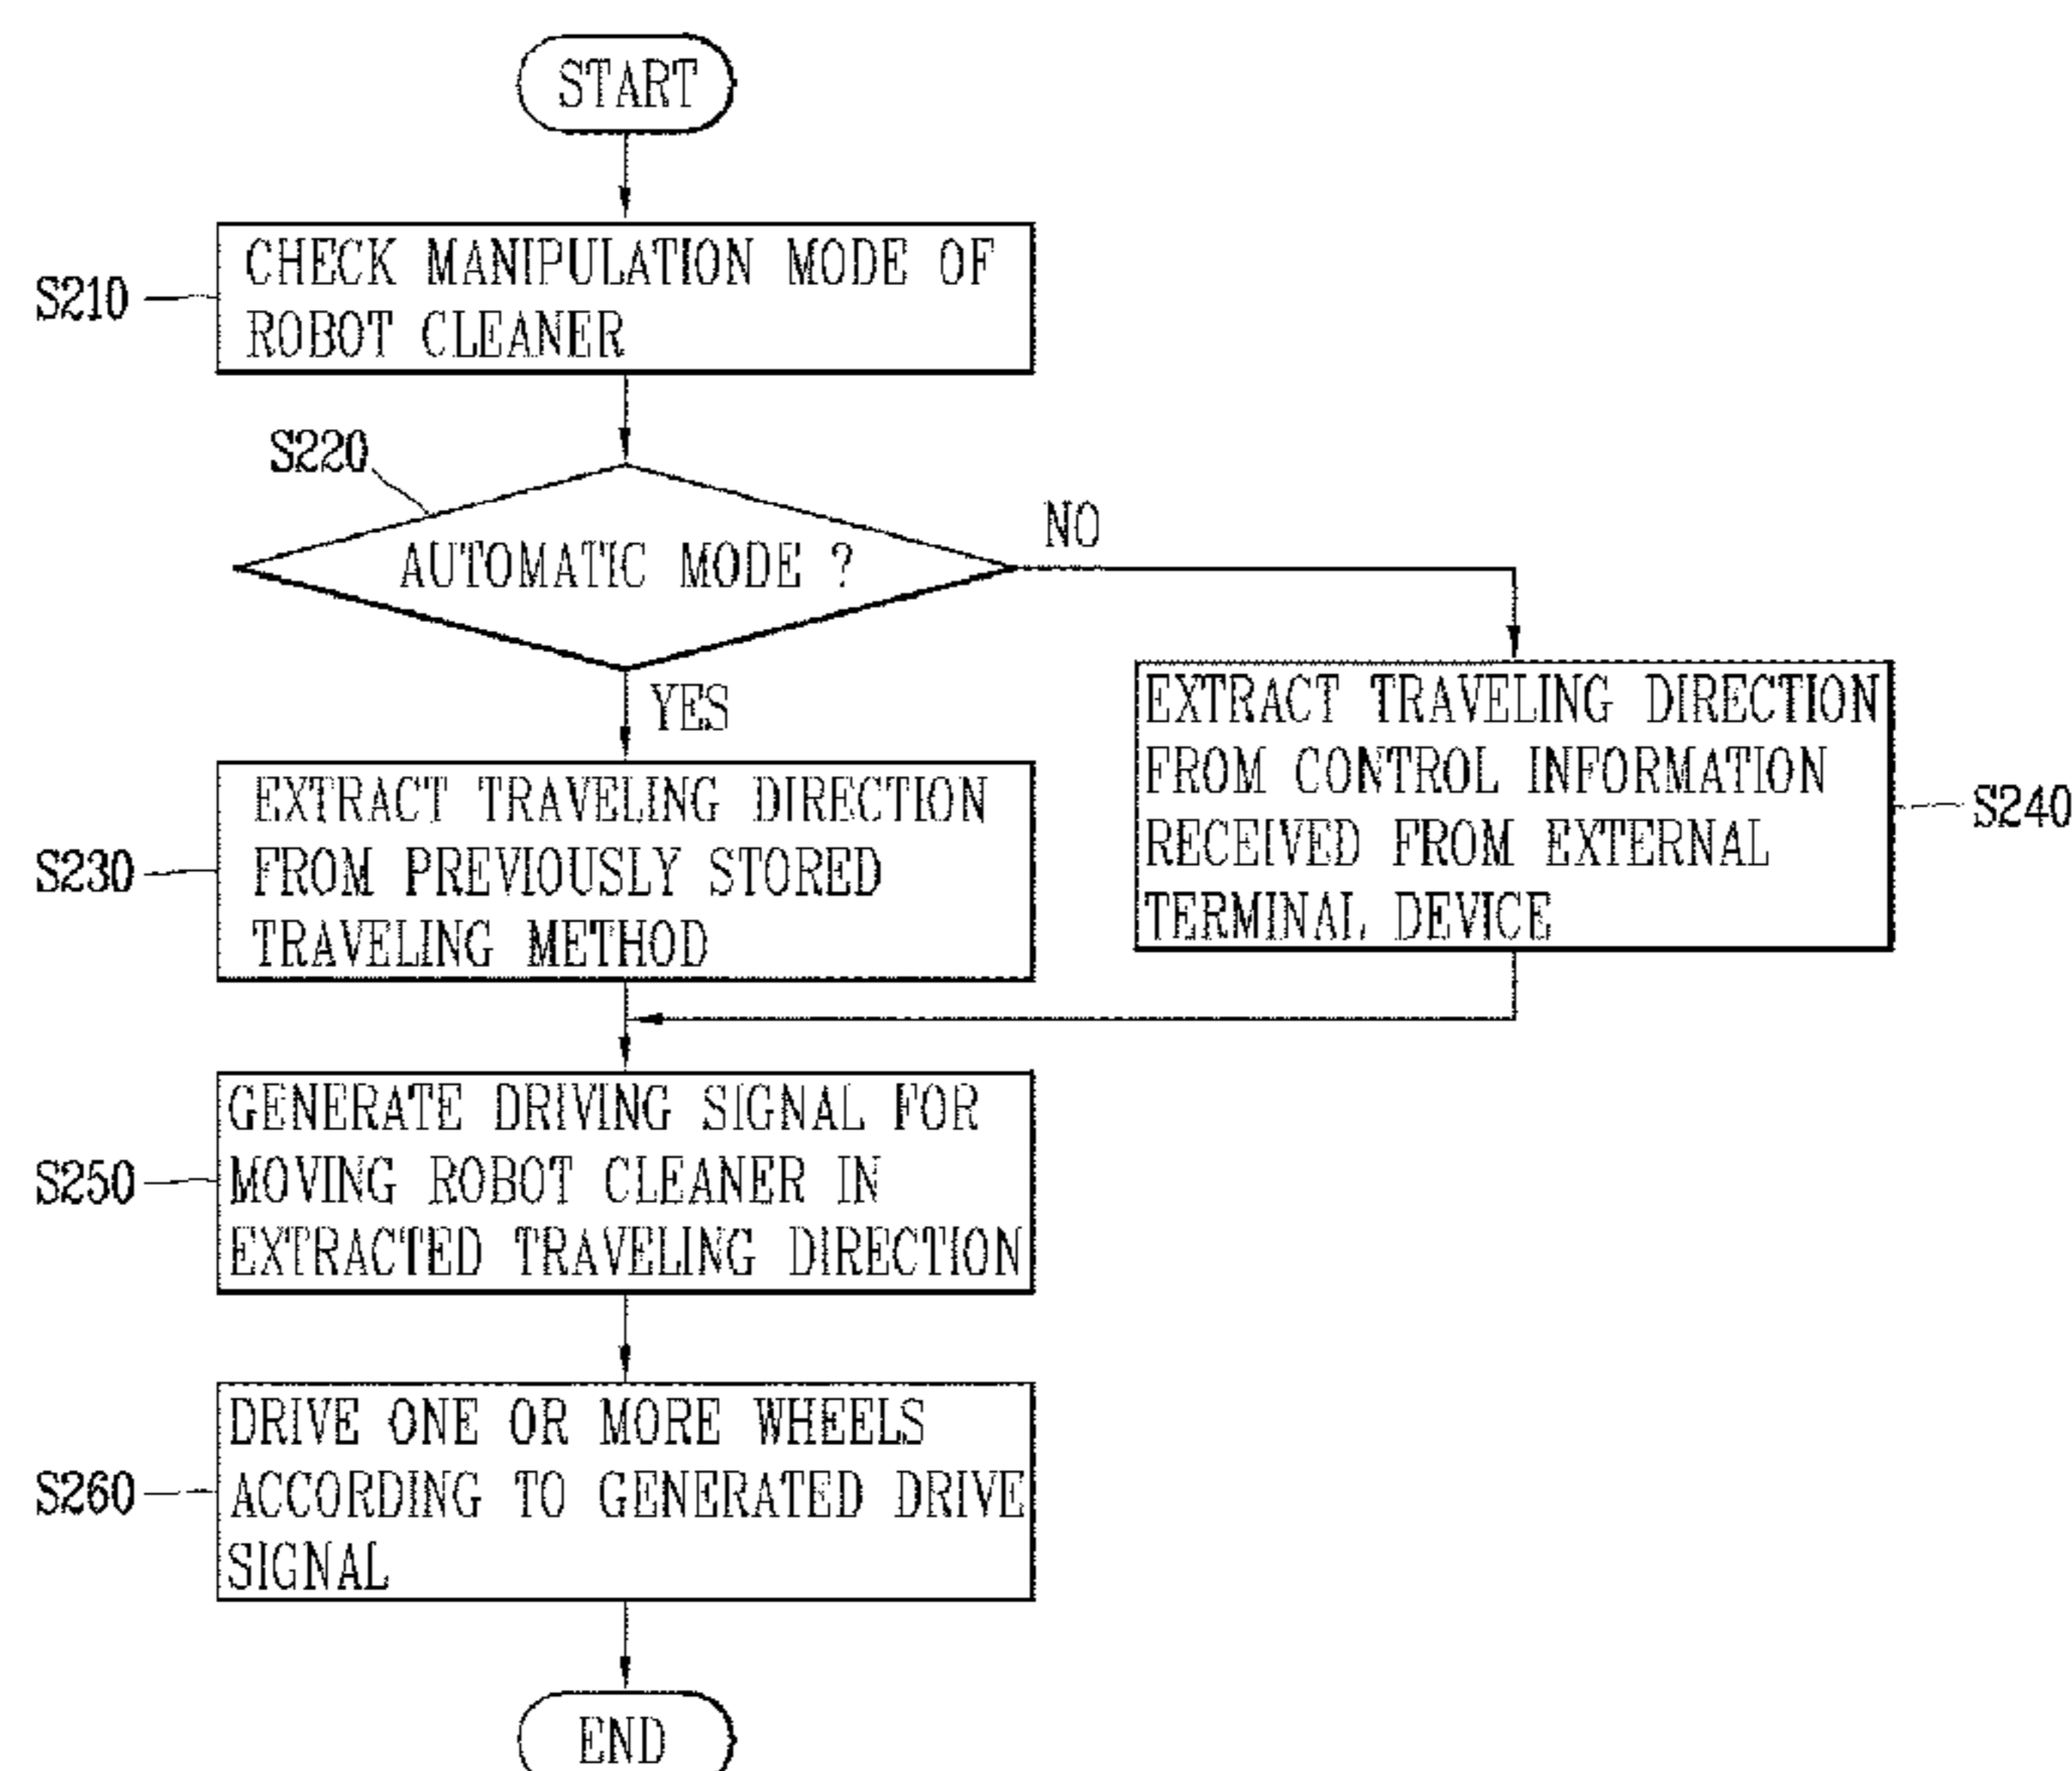 START
S210
CHECK MANIPULATION MODE OF
ROBOT CLEANER
S220
AUTOMATIC MODE ?
NO
YES
EXTRACT TRAVELING DIRECTION
FROM CONTROL INFORMATION
RECEIVED FROM EXTERNAL
TERMINAL DEVICE
S240
S230
EXTRACT TRAVELING DIRECTION
FROM PREVIOUSLY STORED
TRAVELING METHOD
S250
GENERATE DRIVING SIGNAL FOR
MOVING ROBOT CLEANER IN
EXTRACTED TRAVELING DIRECTION
S260
DRIVE ONE OR MORE WHEELS
ACCORDING TO GENERATED DRIVE
SIGNAL
END